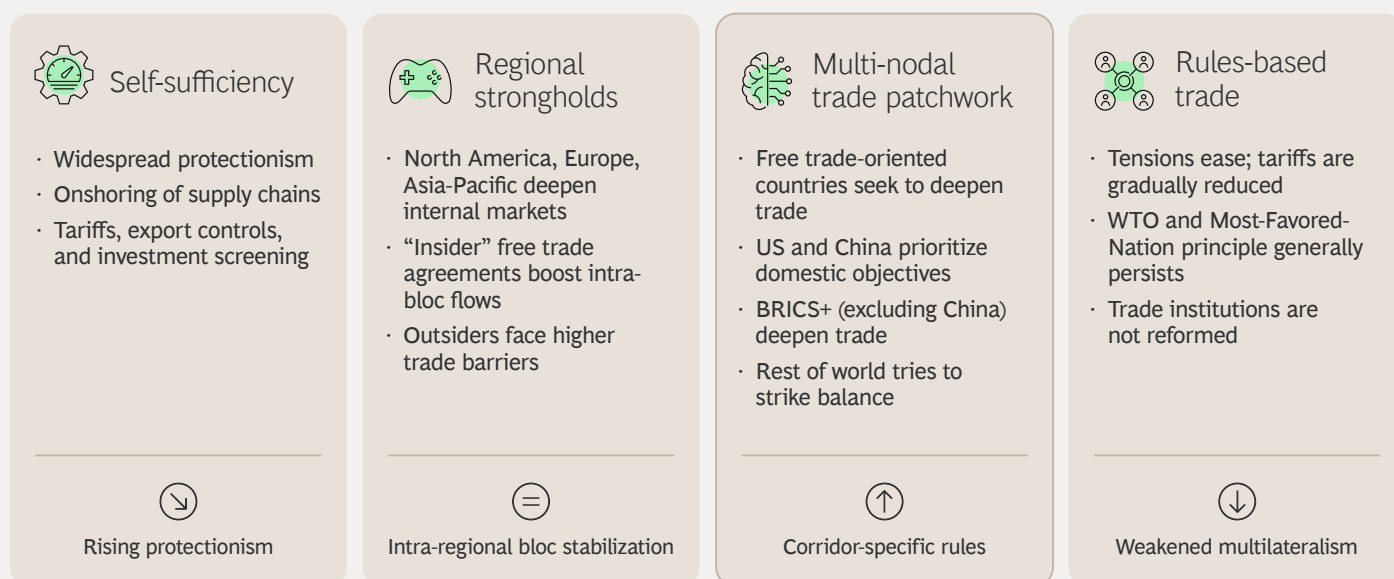 Self-sufficiency
· Widespread protectionism
· Onshoring of supply chains
· Tariffs, export controls,
and investment screening
Rising protectionism
Regional
strongholds
· North America, Europe,
Asia-Pacific deepen
internal markets
· “Insider” free trade
agreements boost intra-
bloc flows
· Outsiders face higher
trade barriers
Intra-regional bloc stabilization
Multi-nodal
trade patchwork
· Free trade-oriented
countries seek to deepen
trade
· US and China prioritize
domestic objectives
· BRICS+ (excluding China)
deepen trade
· Rest of world tries to
strike balance
Corridor-specific rules
Rules-based
trade
· Tensions ease; tariffs are
gradually reduced
· WTO and Most-Favored-
Nation principle generally
persists
· Trade institutions are
not reformed
Weakened multilateralism